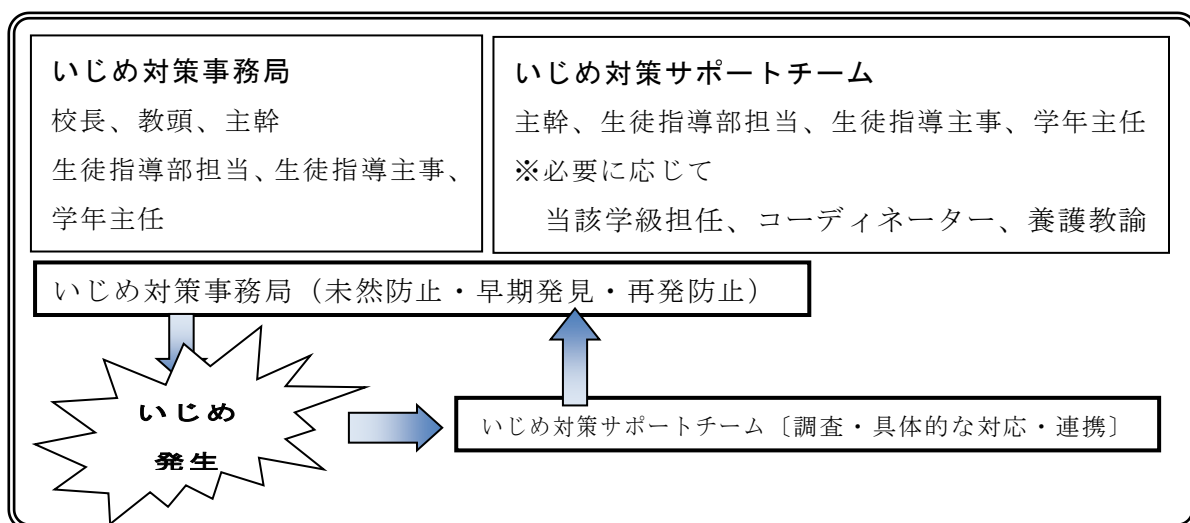 いじめ対策事務局
校長、教頭、主幹
生徒指導部担当、生徒指導主事、
学年主任
いじめ対策サポートチーム
主幹、生徒指導部担当、生徒指導主事、学年主任
※必要に応じて
当該学級担任、コーディネーター、養護教諭
いじめ対策事務局（未然防止・早期発見・再発防止）
いじめ
発生
いじめ対策サポートチーム〔調査・具体的な対応・連携〕